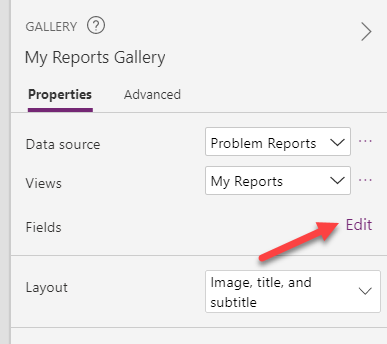 GALLERY ?
My Reports Gallery
Properties Advanced
Data source Problem Reports ...
Views My Reports ...
Fields Edit
Layout Image, title, and
subtitle